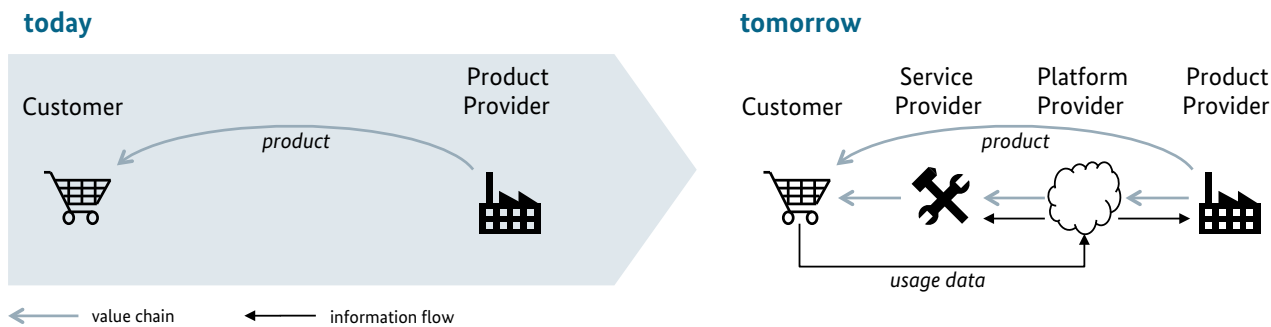 today
Customer
Product
Provider
product
tomorrow
Customer
Service
Provider
Platform
Provider
Product
Provider
product
usage data
value chain
information flow